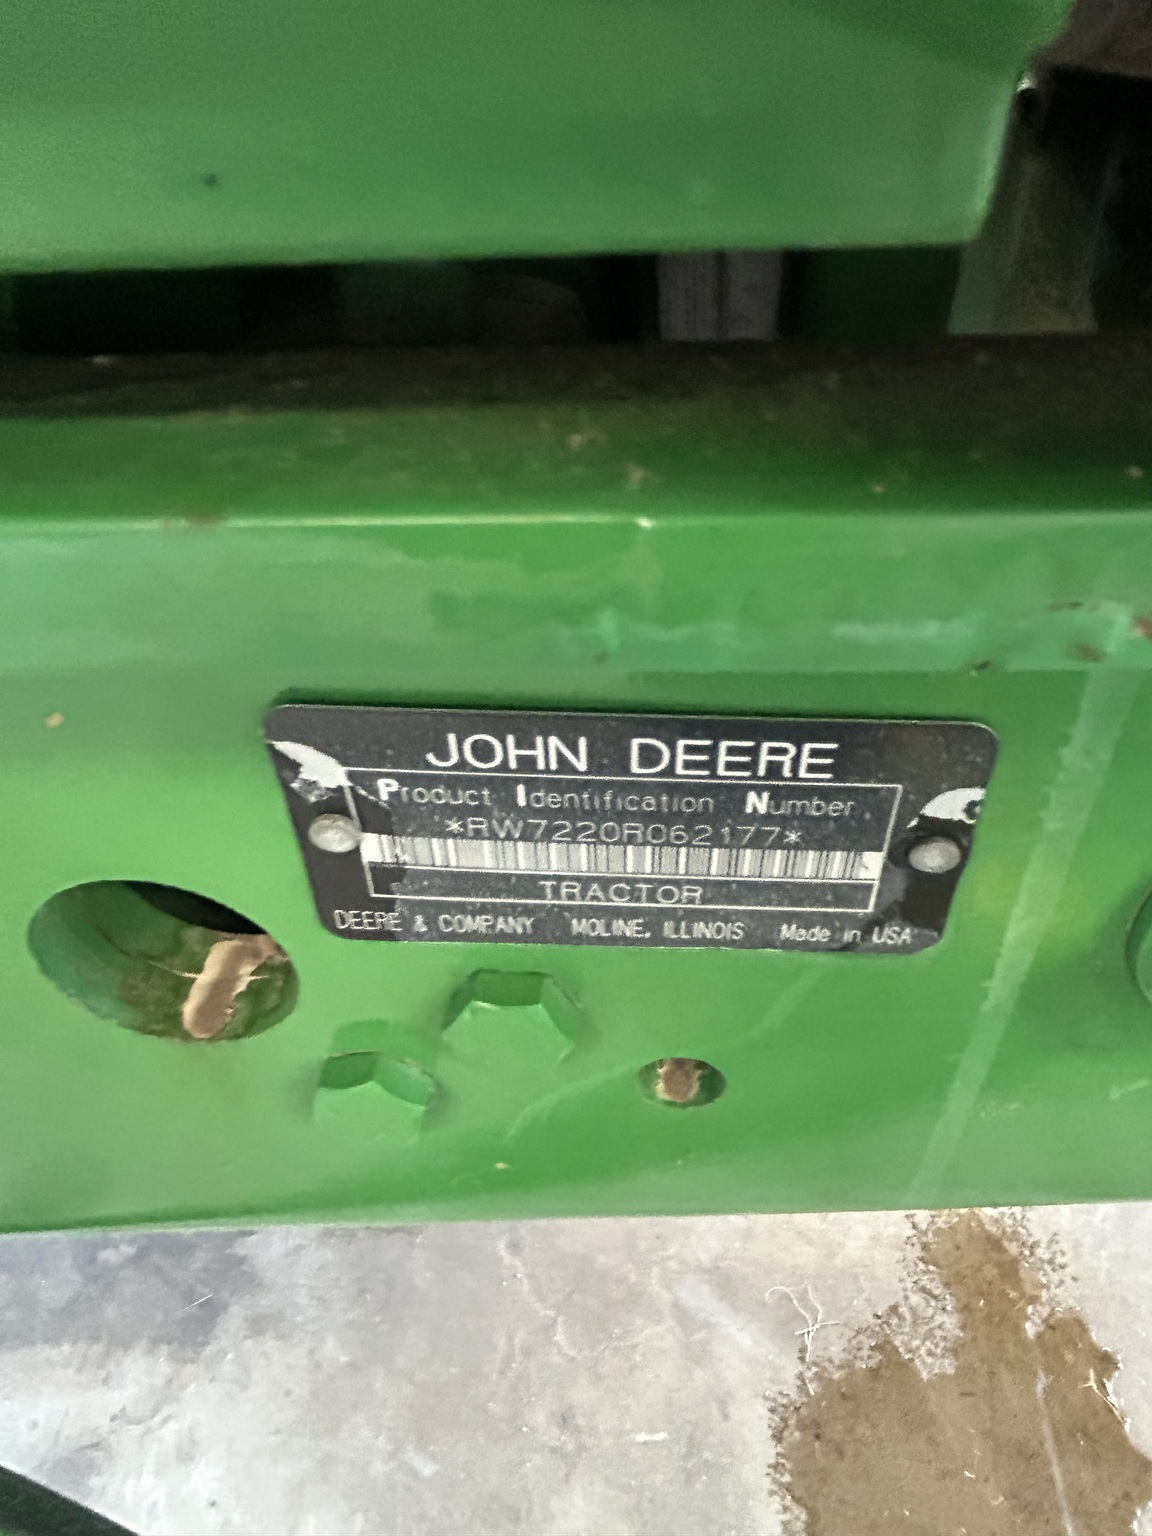 JOHN DEERE
Product Identification Number
*RW7220R062177*
TRACTOR
DEERE & COMPANY MOLINE, ILLINOIS Made in USA